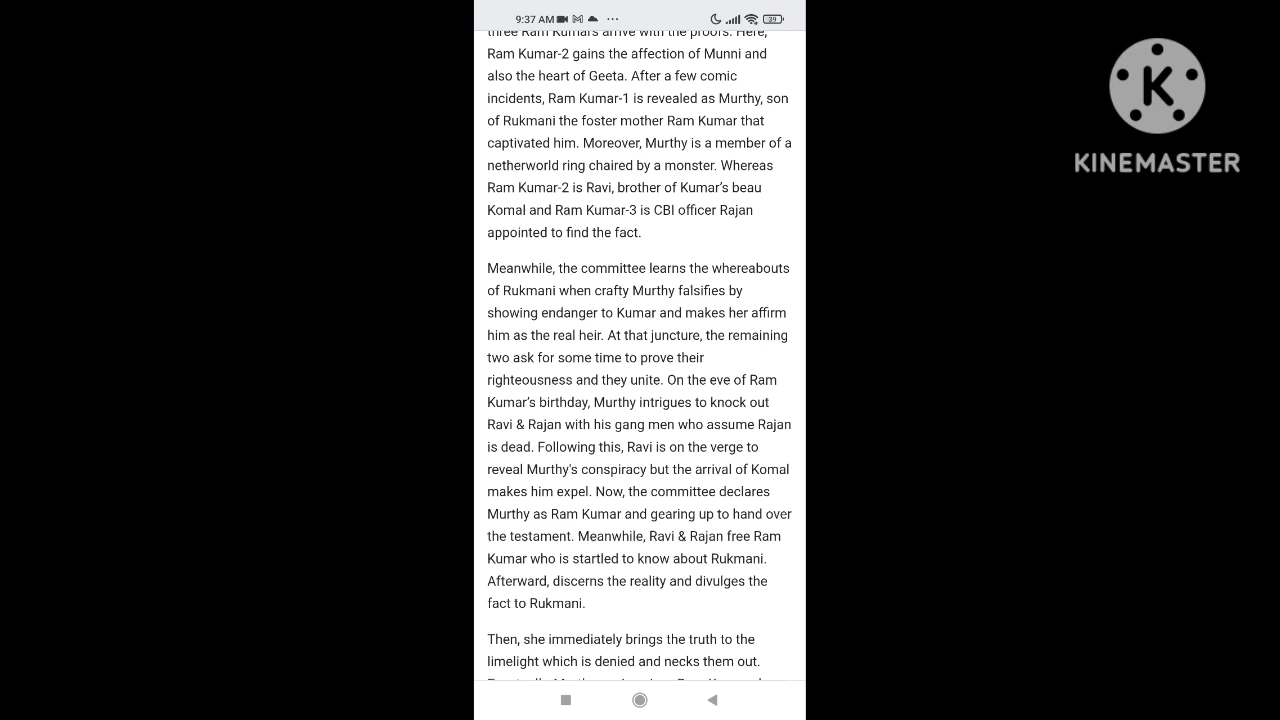 9:37 AM
39
three Ram Kumars arrive with the proofs. Here,
Ram Kumar-2 gains the affection of Munni and
also the heart of Geeta. After a few comic
incidents, Ram Kumar-1 is revealed as Murthy, son
of Rukmani the foster mother Ram Kumar that
captivated him. Moreover, Murthy is a member of a
netherworld ring chaired by a monster. Whereas
Ram Kumar-2 is Ravi, brother of Kumar’s beau
Komal and Ram Kumar-3 is CBI officer Rajan
appointed to find the fact.
Meanwhile, the committee learns the whereabouts
of Rukmani when crafty Murthy falsifies by
showing endanger to Kumar and makes her affirm
him as the real heir. At that juncture, the remaining
two ask for some time to prove their
righteousness and they unite. On the eve of Ram
Kumar’s birthday, Murthy intrigues to knock out
Ravi & Rajan with his gang men who assume Rajan
is dead. Following this, Ravi is on the verge to
reveal Murthy's conspiracy but the arrival of Komal
makes him expel. Now, the committee declares
Murthy as Ram Kumar and gearing up to hand over
the testament. Meanwhile, Ravi & Rajan free Ram
Kumar who is startled to know about Rukmani.
Afterward, discerns the reality and divulges the
fact to Rukmani.
Then, she immediately brings the truth to the
limelight which is denied and necks them out.
K
KINEMASTER